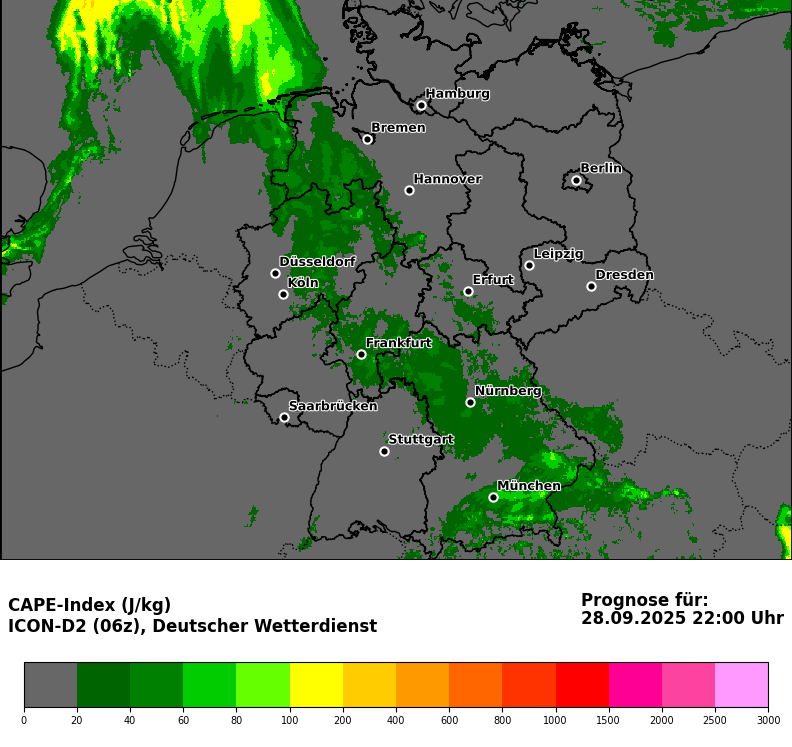 Hamburg
Bremen
Berlin
Hannover
Leipzig
Düsseldorf
Dresden
Erfurt
Köln
Frankfurt
Nürnberg
Saarbrücken
Stuttgart
München
CAPE-Index (J/kg)
ICON-D2 (06z), Deutscher Wetterdienst
Prognose für:
28.09.2025 22:00 Uhr
0 20 40 60 80 100 200 400 600 800 1000 1500 2000 2500 3000